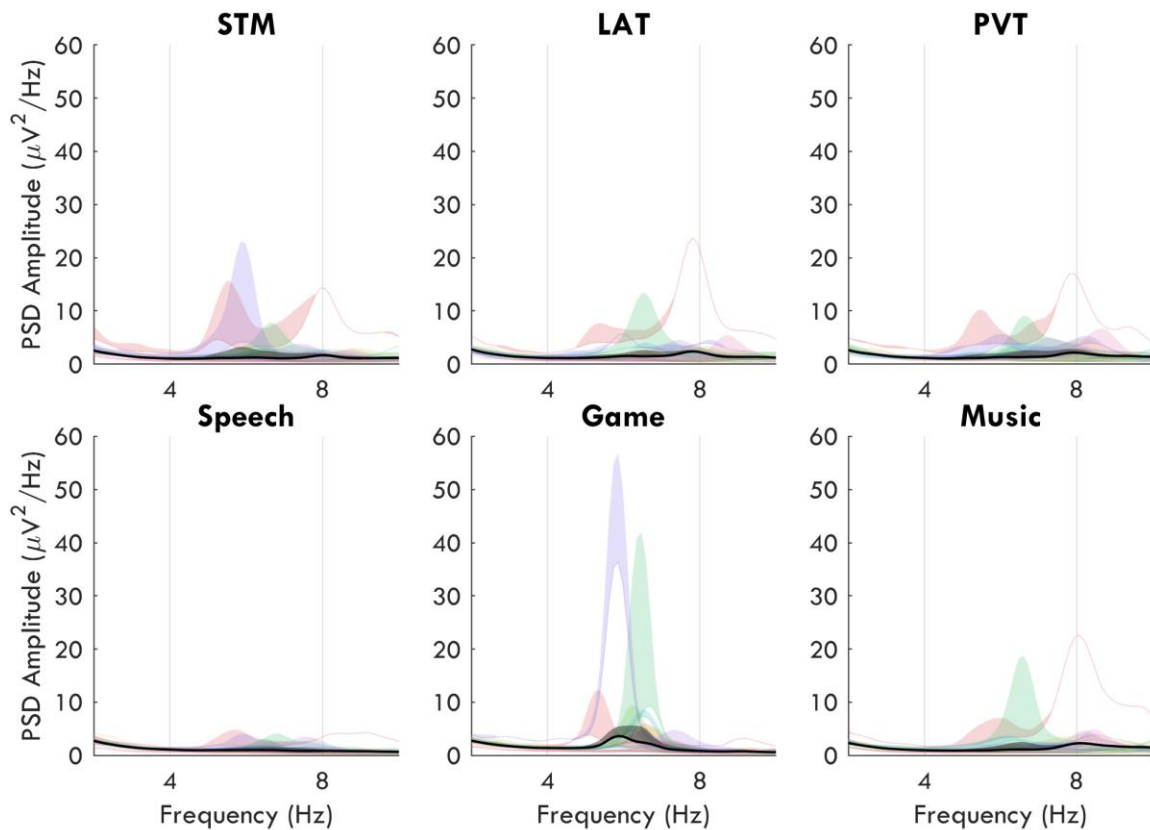 STM LAT PVT
PSD Amplitude (μV²/Hz)
60 60 60
50 50 50
40 40 40
30 30 30
20 20 20
10 10 10
0 0 0
4 8 4 8 4 8
Speech Game Music
PSD Amplitude (μV²/Hz)
60 60 60
50 50 50
40 40 40
30 30 30
20 20 20
10 10 10
0 0 0
4 8 4 8 4 8
Frequency (Hz) Frequency (Hz) Frequency (Hz)